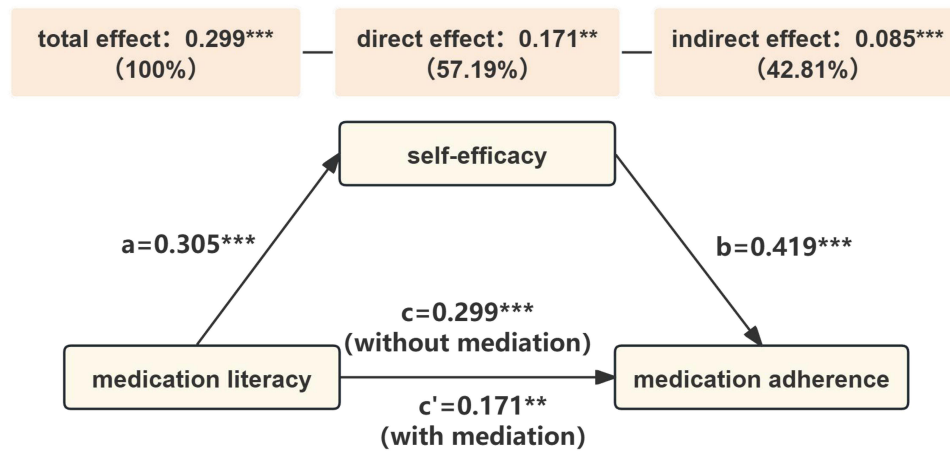 total effect：0.299***
（100%）
direct effect：0.171**
（57.19%）
indirect effect：0.085***
（42.81%）
self-efficacy
a=0.305***
b=0.419***
c=0.299***
(without mediation)
medication literacy
medication adherence
c'=0.171**
(with mediation)